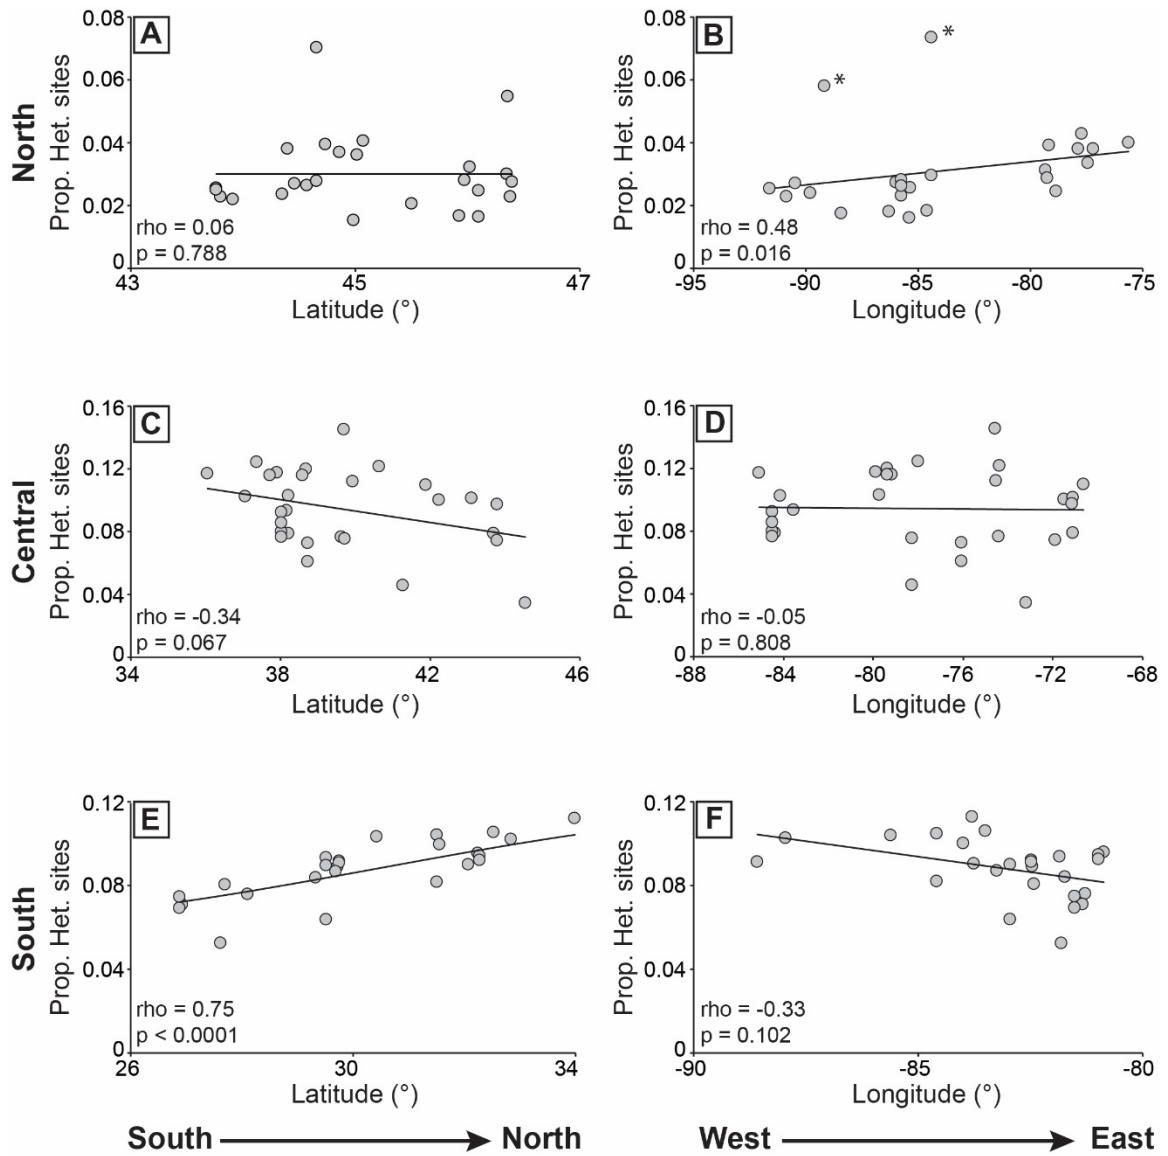 North
A
Prop. Het. sites
0.08
0.06
0.04
0.02
0
rho = 0.06
p = 0.788
43
45
47
Latitude (°)
B
Prop. Het. sites
0.08
0.06
0.04
0.02
0
*
*
rho = 0.48
p = 0.016
-95
-90
-85
-80
-75
Longitude (°)
Central
C
Prop. Het. sites
0.16
0.12
0.08
0.04
0
rho = -0.34
p = 0.067
34
38
42
46
Latitude (°)
D
Prop. Het. sites
0.16
0.12
0.08
0.04
0
rho = -0.05
p = 0.808
-88
-84
-80
-76
-72
-68
Longitude (°)
South
E
Prop. Het. sites
0.12
0.08
0.04
0
rho = 0.75
p < 0.0001
26
30
34
Latitude (°)
F
Prop. Het. sites
0.12
0.08
0.04
0
rho = -0.33
p = 0.102
-90
-85
-80
Longitude (°)
South
North
West
East